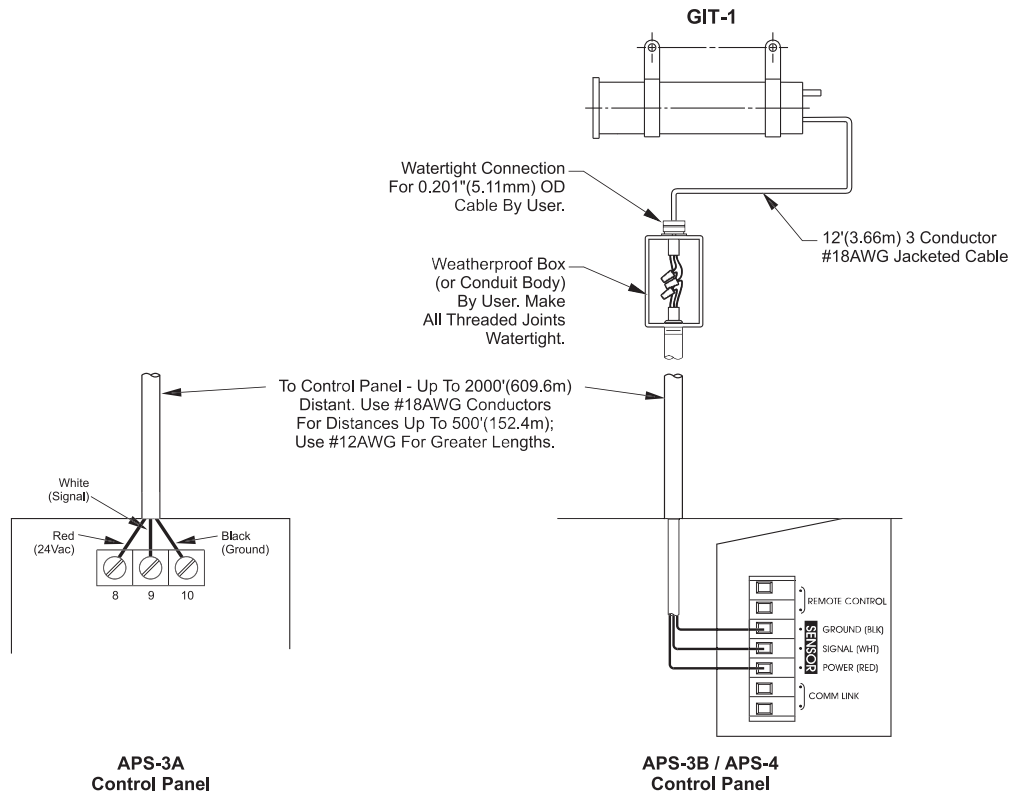 GIT-1
Watertight Connection
For 0.201"(5.11mm) OD
Cable By User.
12'(3.66m) 3 Conductor
#18AWG Jacketed Cable
Weatherproof Box
(or Conduit Body)
By User. Make
All Threaded Joints
Watertight.
To Control Panel - Up To 2000'(609.6m)
Distant. Use #18AWG Conductors
For Distances Up To 500'(152.4m);
Use #12AWG For Greater Lengths.
White
(Signal)
Red
(24Vac)
Black
(Ground)
8 9 10
REMOTE CONTROL
SENSOR
GROUND (BLK)
SIGNAL (WHT)
POWER (RED)
COMM LINK
APS-3A
Control Panel
APS-3B / APS-4
Control Panel